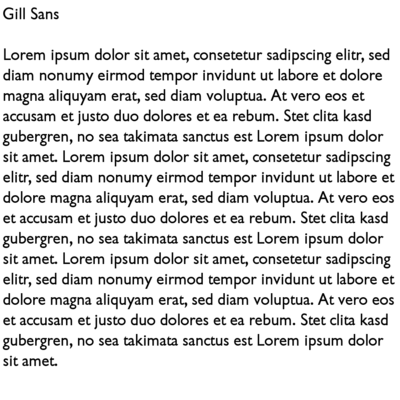 Gill Sans
Lorem ipsum dolor sit amet, consetetur sadipscing elitr, sed
diam nonumy eirmod tempor invidunt ut labore et dolore
magna aliquyam erat, sed diam voluptua. At vero eos et
accusam et justo duo dolores et ea rebum. Stet clita kasd
gubergren, no sea takimata sanctus est Lorem ipsum dolor
sit amet. Lorem ipsum dolor sit amet, consetetur sadipscing
elitr, sed diam nonumy eirmod tempor invidunt ut labore et
dolore magna aliquyam erat, sed diam voluptua. At vero eos
et accusam et justo duo dolores et ea rebum. Stet clita kasd
gubergren, no sea takimata sanctus est Lorem ipsum dolor
sit amet. Lorem ipsum dolor sit amet, consetetur sadipscing
elitr, sed diam nonumy eirmod tempor invidunt ut labore et
dolore magna aliquyam erat, sed diam voluptua. At vero eos
et accusam et justo duo dolores et ea rebum. Stet clita kasd
gubergren, no sea takimata sanctus est Lorem ipsum dolor
sit amet.